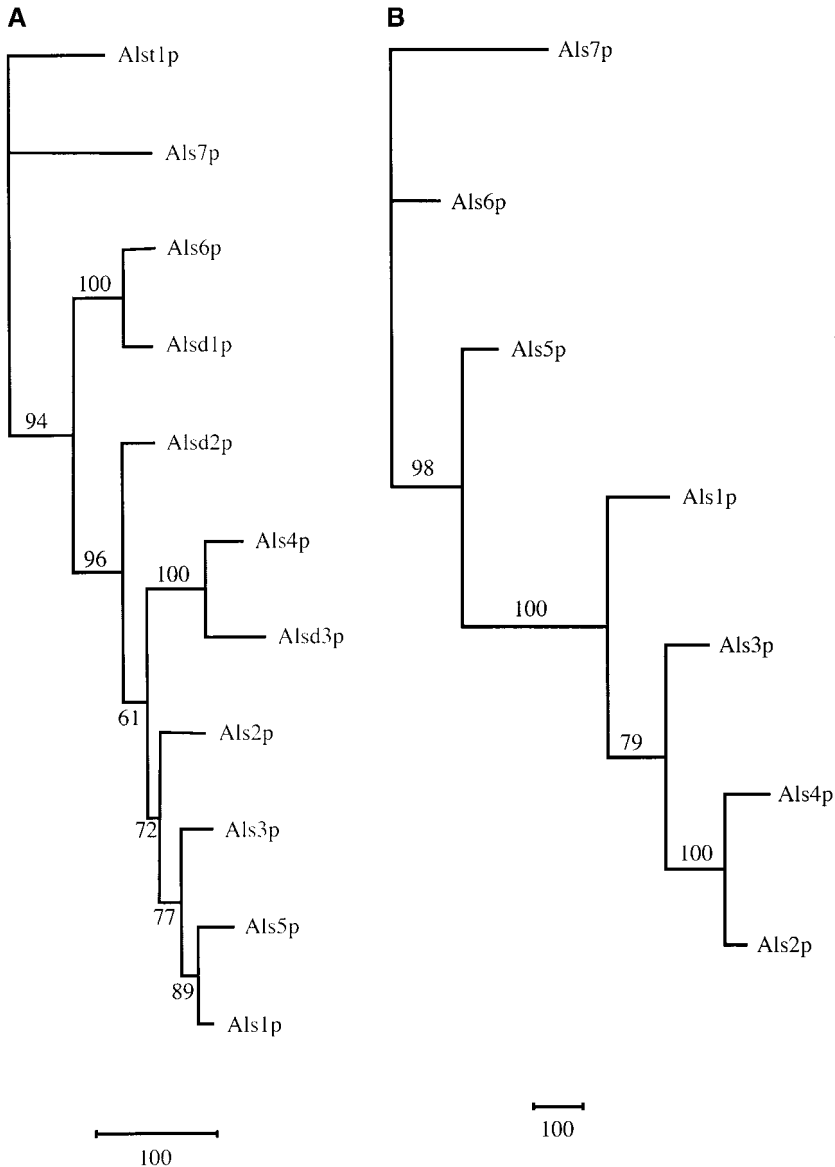 A
Alst1p
Als7p
Als6p
100
Alsd1p
94
Alsd2p
96
Als4p
100
Alsd3p
61
Als2p
72
Als3p
77
Als5p
89
Als1p
100
B
Als7p
Als6p
Als5p
98
Als1p
100
Als3p
79
Als4p
100
Als2p
100